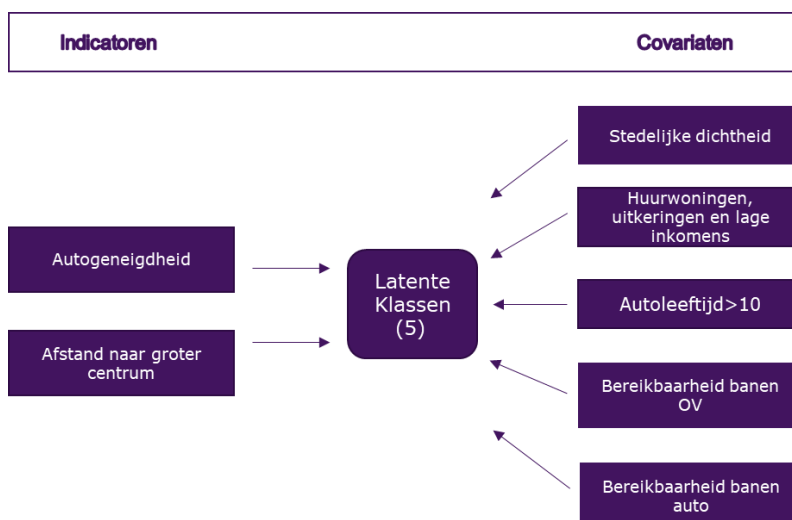 Indicatoren
Covariaten
Autogeneigdheid
Afstand naar groter
centrum
Latente
Klassen
(5)
Stedelijke dichtheid
Huurwoningen,
uitkeringen en lage
inkomens
Autoleeftijd>10
Bereikbaarheid banen
OV
Bereikbaarheid banen
auto